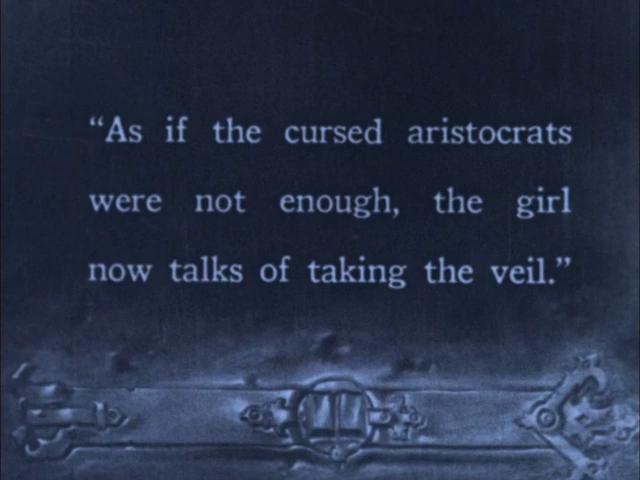 “As if the cursed aristocrats
were not enough, the girl
now talks of taking the veil.”